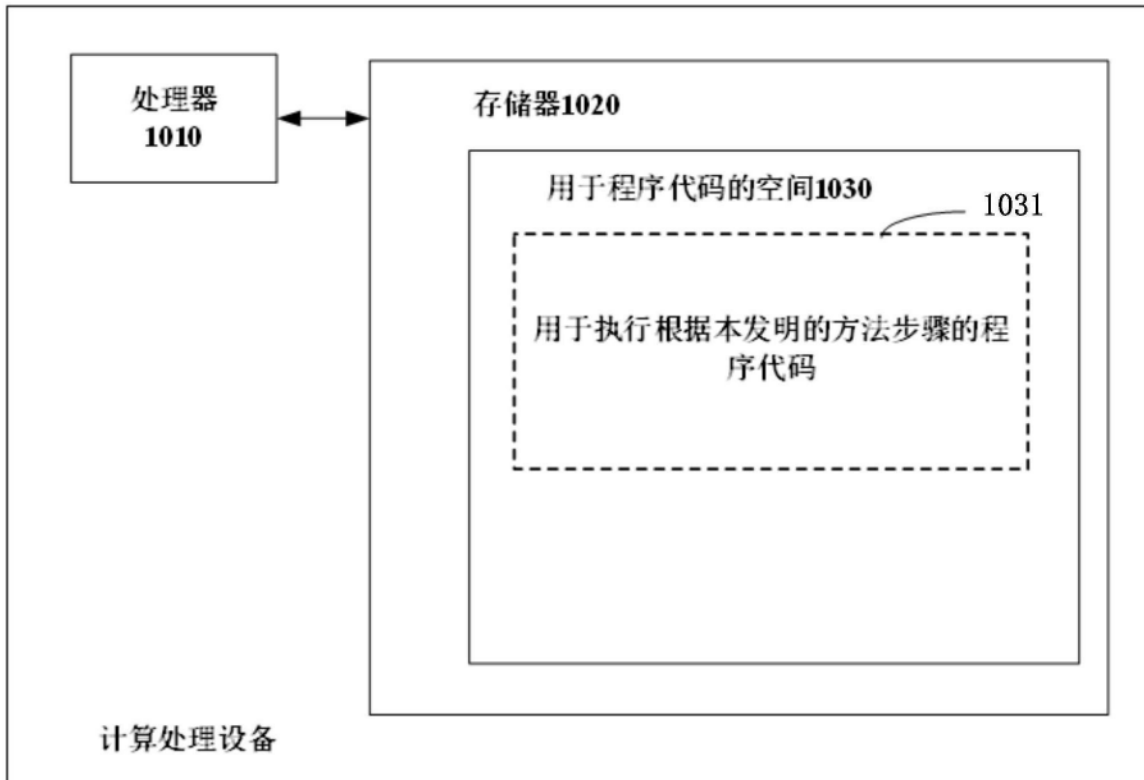 处理器
1010
存储器1020
用于程序代码的空间1030
1031
用于执行根据本发明的方法步骤的程
序代码
计算处理设备